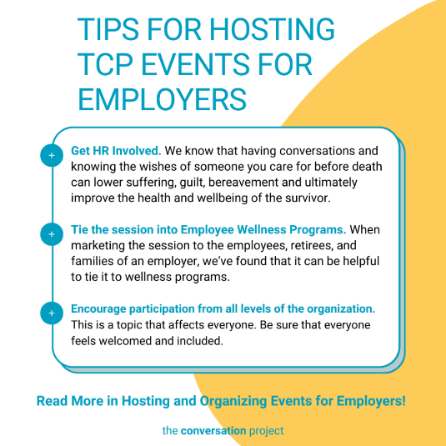 TIPS FOR HOSTING
TCP EVENTS FOR
EMPLOYERS
Get HR Involved. We know that having conversations and
knowing the wishes of someone you care for before death
can lower suffering, guilt, bereavement and ultimately
improve the health and wellbeing of the survivor.
Tie the session into Employee Wellness Programs. When
marketing the session to the employees, retirees, and
families of an employer, we've found that it can be helpful
to tie it to wellness programs.
Encourage participation from all levels of the organization.
This is a topic that affects everyone. Be sure that everyone
feels welcomed and included.
Read More in Hosting and Organizing Events for Employers!
the conversation project